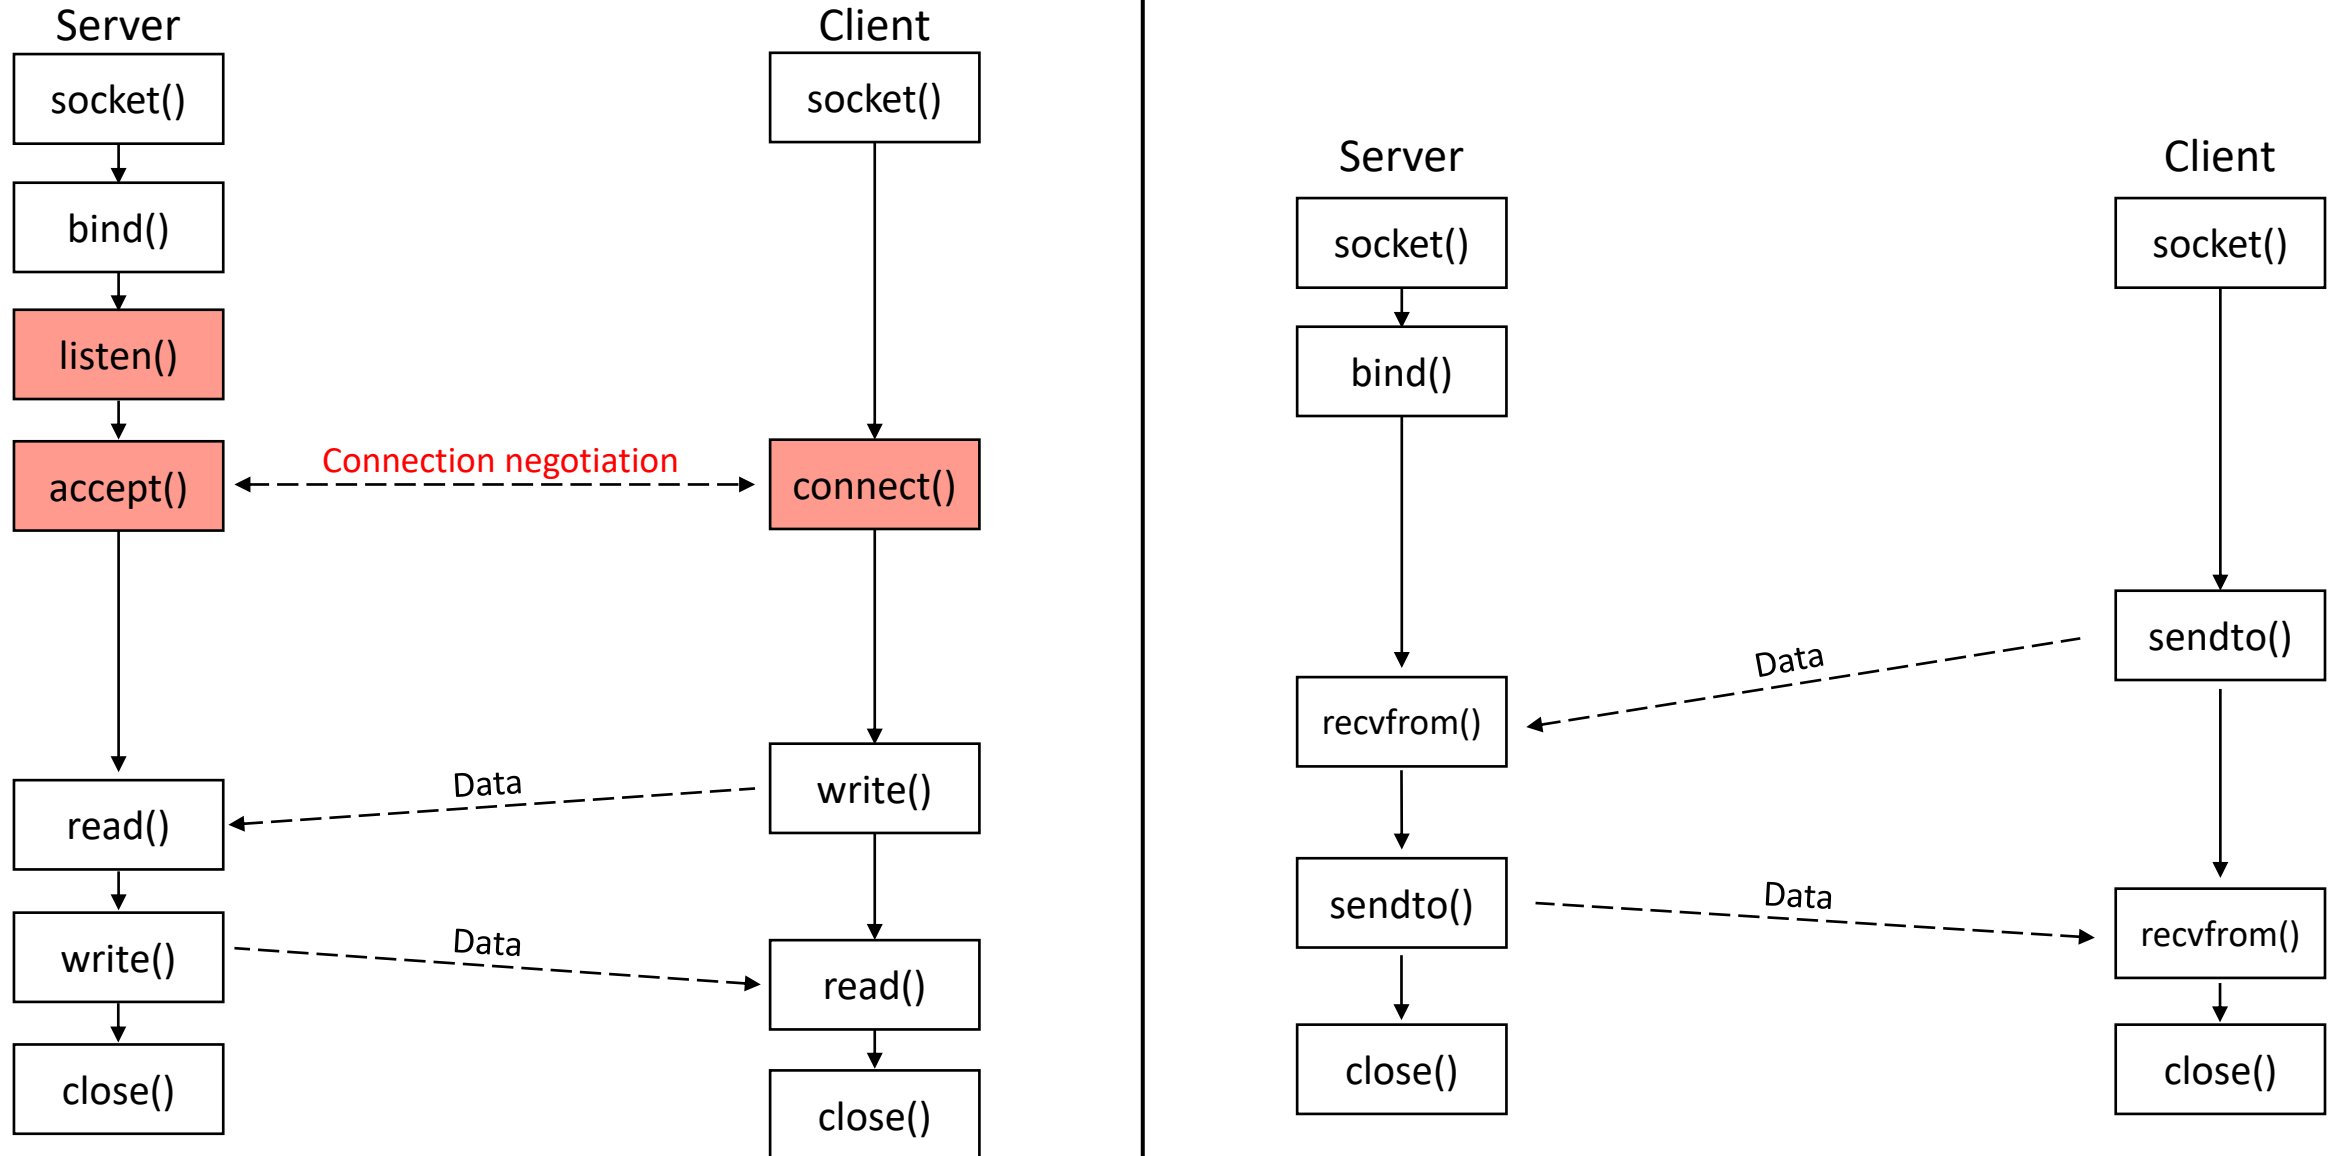 Server
socket()
bind()
listen()
accept()
read()
write()
close()
Connection negotiation
Data
Data
Client
socket()
connect()
write()
read()
close()
Server
socket()
bind()
recvfrom()
sendto()
close()
Data
Data
Client
socket()
sendto()
recvfrom()
close()